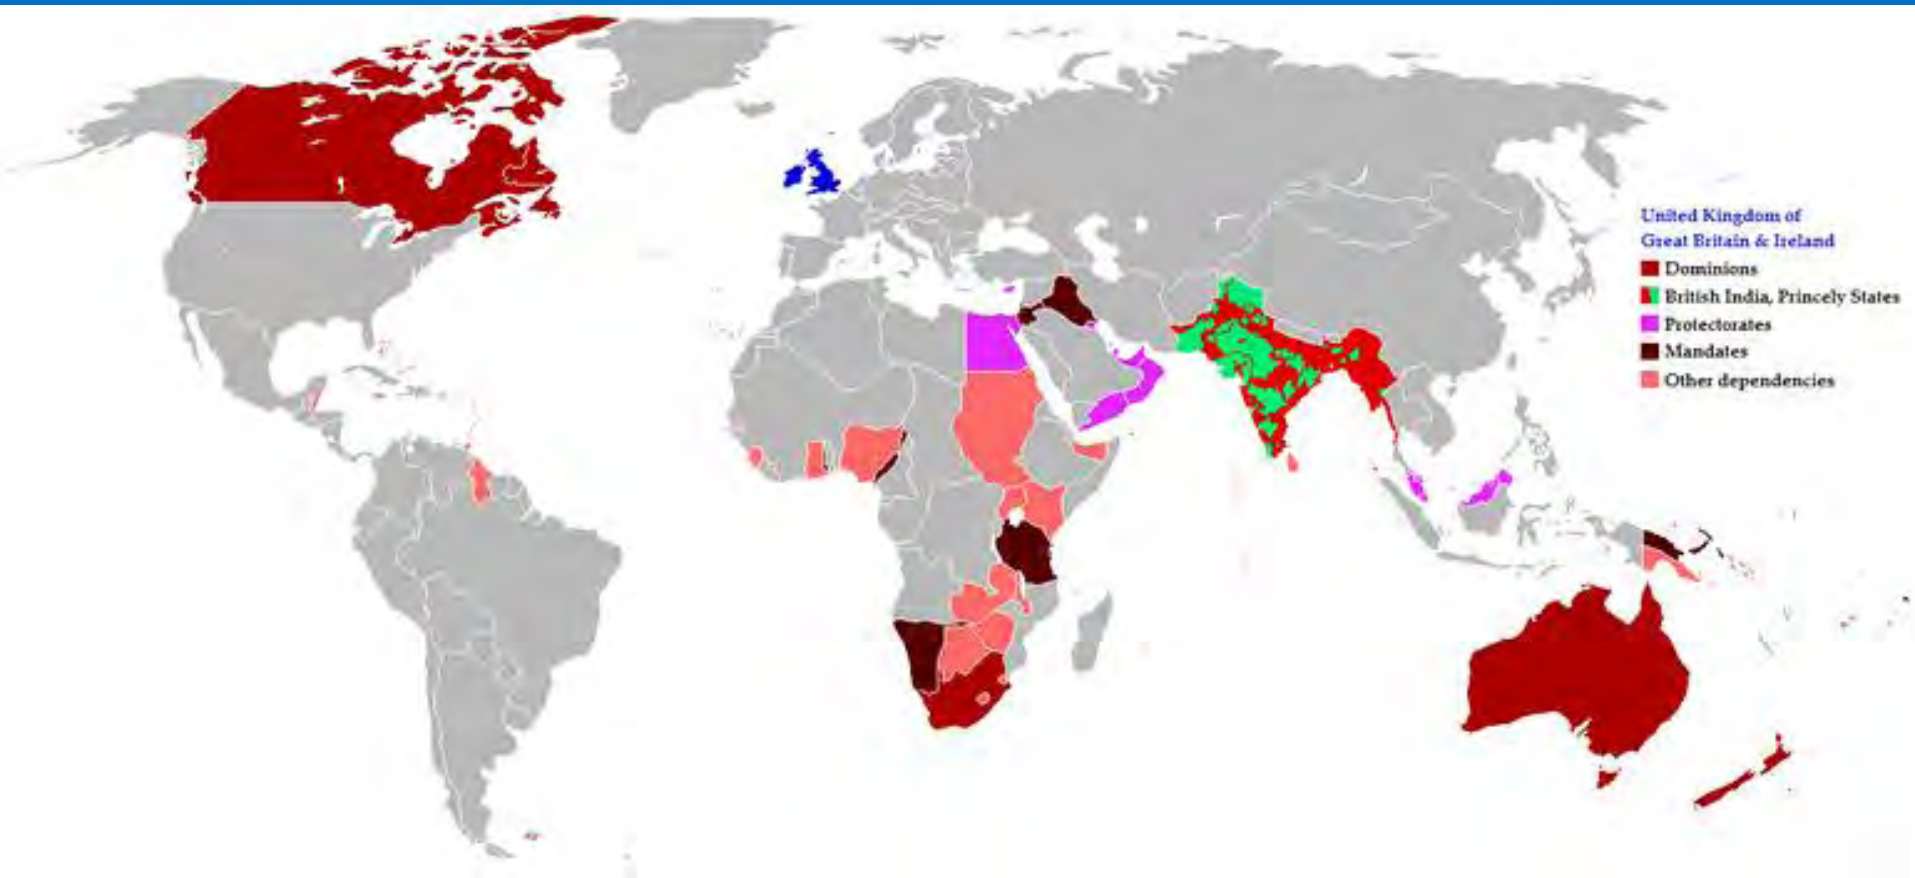 United Kingdom of
Great Britain & Ireland
Dominions
British India, Princely States
Protectorates
Mandates
Other dependencies